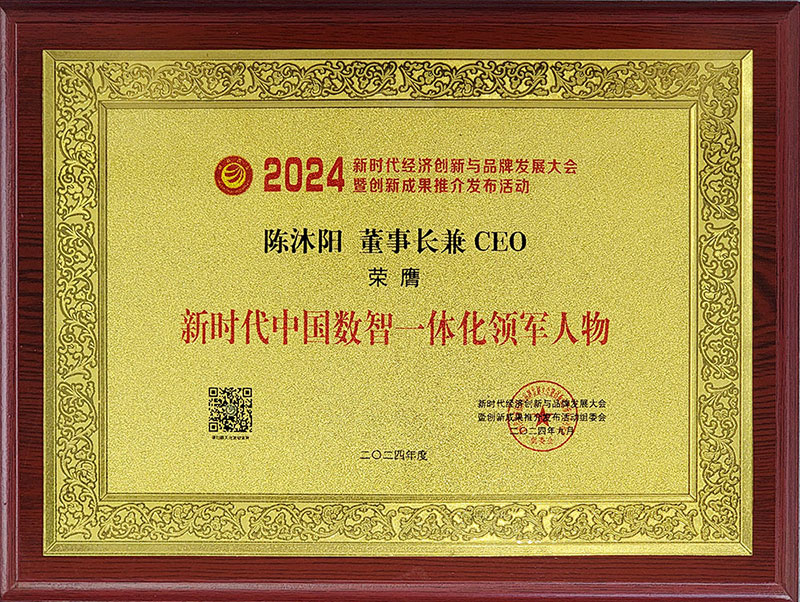 2024 新时代经济创新与品牌发展大会
暨创新成果推介发布活动
陈沐阳 董事长兼CEO
荣膺
新时代中国数智一体化领军人物
新时代经济创新与品牌发展大会
暨创新成果推介发布活动组委会
二〇二四年九月
二〇二四年度